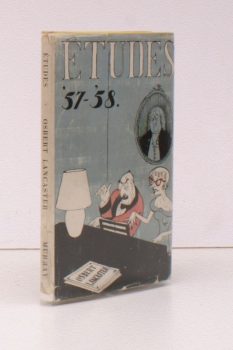 ETUDES
'57-'58.
OSBERT
LANCASTER
ETUDES · OSBERT LANCASTER · MURRAY